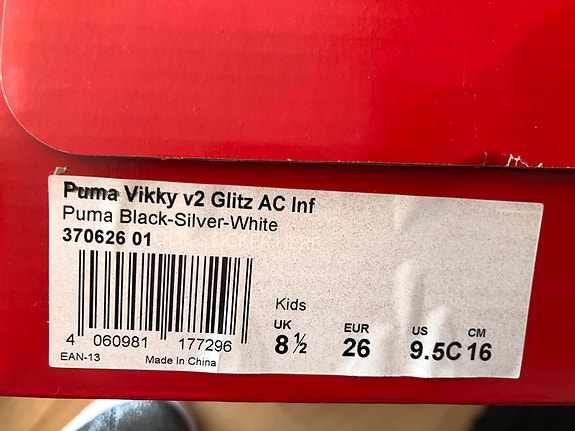 Puma Vikky v2 Glitz AC Inf
Puma Black-Silver-White
370626 01
Kids
UK EUR US CM
8 ½ 26 9.5C 16
4 060981 177296
EAN-13 Made in China